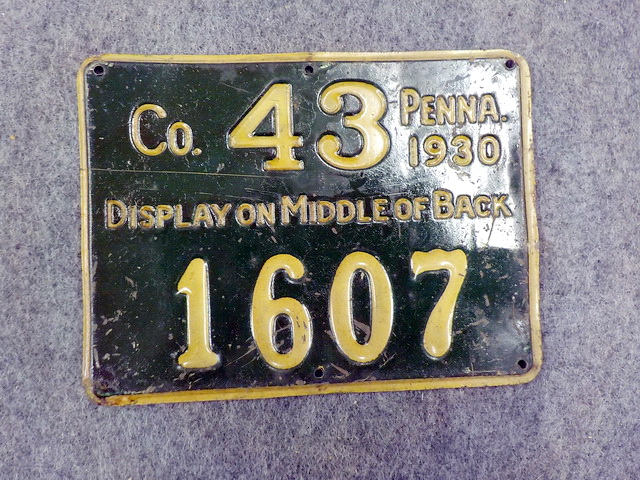 Co. 43 PENNA. 1930
DISPLAY ON MIDDLE OF BACK
1607